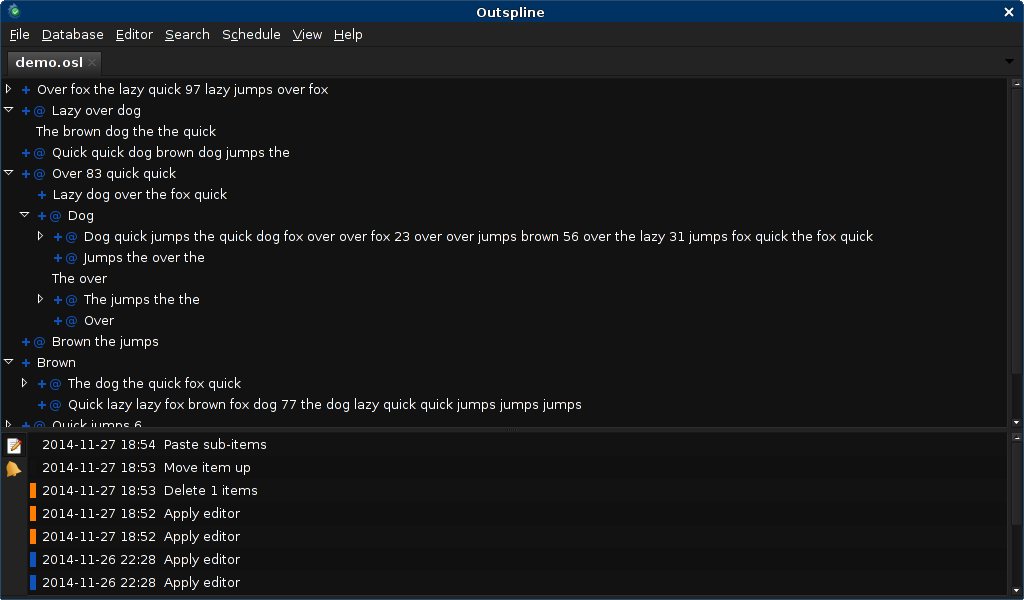 Outspline
File Database Editor Search Schedule View Help
demo.osl
+ Over fox the lazy quick 97 lazy jumps over fox
+ @ Lazy over dog
The brown dog the the quick
+ @ Quick quick dog brown dog jumps the
+ @ Over 83 quick quick
+ Lazy dog over the fox quick
+ @ Dog
+ @ Dog quick jumps the quick dog fox over over fox 23 over over jumps brown 56 over the lazy 31 jumps fox quick the fox quick
+ @ Jumps the over the
The over
+ @ The jumps the the
+ @ Over
+ @ Brown the jumps
+ Brown
+ @ The dog the quick fox quick
+ @ Quick lazy lazy fox brown fox dog 77 the dog lazy quick quick jumps jumps jumps
+ @ Quick jumps 6
2014-11-27 18:54 Paste sub-items
2014-11-27 18:53 Move item up
2014-11-27 18:53 Delete 1 items
2014-11-27 18:52 Apply editor
2014-11-27 18:52 Apply editor
2014-11-26 22:28 Apply editor
2014-11-26 22:28 Apply editor